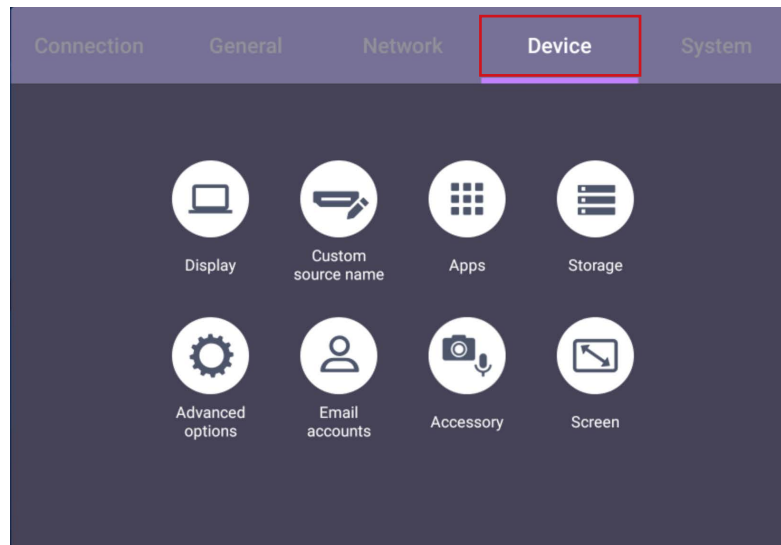 Connection General Network Device System
Display
Custom
source name
Apps
Storage
Advanced
options
Email
accounts
Accessory
Screen